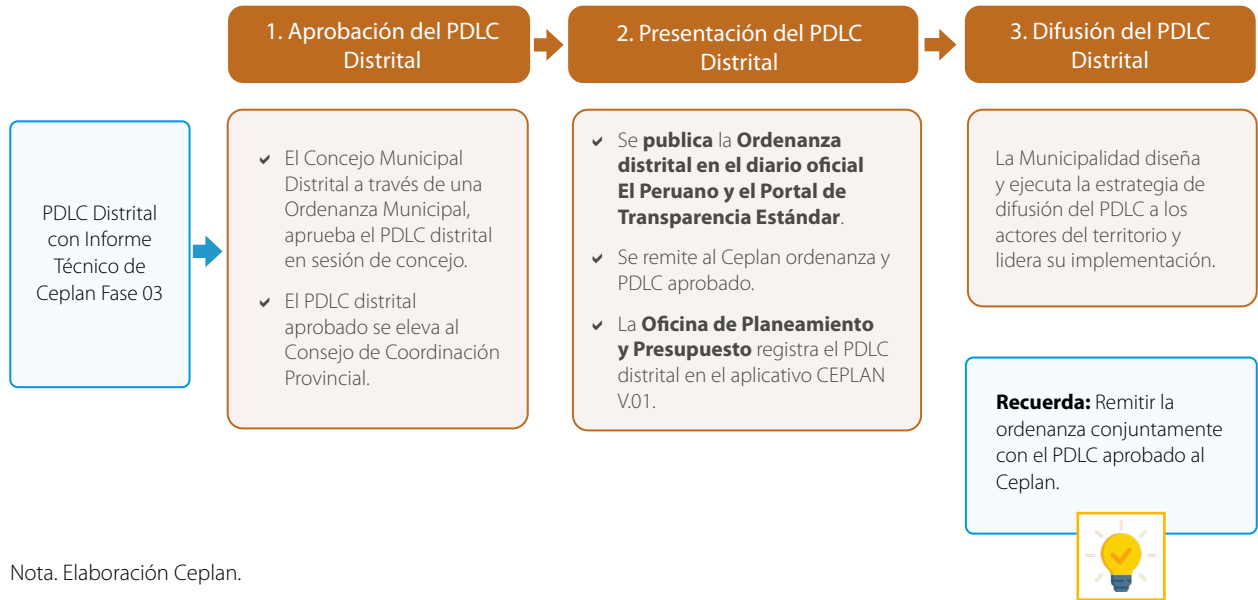 1. Aprobación del PDLC
Distrital
2. Presentación del PDLC
Distrital
3. Difusión del PDLC
Distrital
PDLC Distrital
con Informe
Técnico de
Ceplan Fase 03
El Concejo Municipal
Distrital a través de una
Ordenanza Municipal,
aprueba el PDLC distrital
en sesión de concejo.
El PDLC distrital
aprobado se eleva al
Consejo de Coordinación
Provincial.
Se publica la Ordenanza
distrital en el diario oficial
El Peruano y el Portal de
Transparencia Estándar.
Se remite al Ceplan ordenanza y
PDLC aprobado.
La Oficina de Planeamiento
y Presupuesto registra el PDLC
distrital en el aplicativo CEPLAN
V.01.
La Municipalidad diseña
y ejecuta la estrategia de
difusión del PDLC a los
actores del territorio y
lidera su implementación.
Recuerda: Remitir la
ordenanza conjuntamente
con el PDLC aprobado al
Ceplan.
Nota. Elaboración Ceplan.